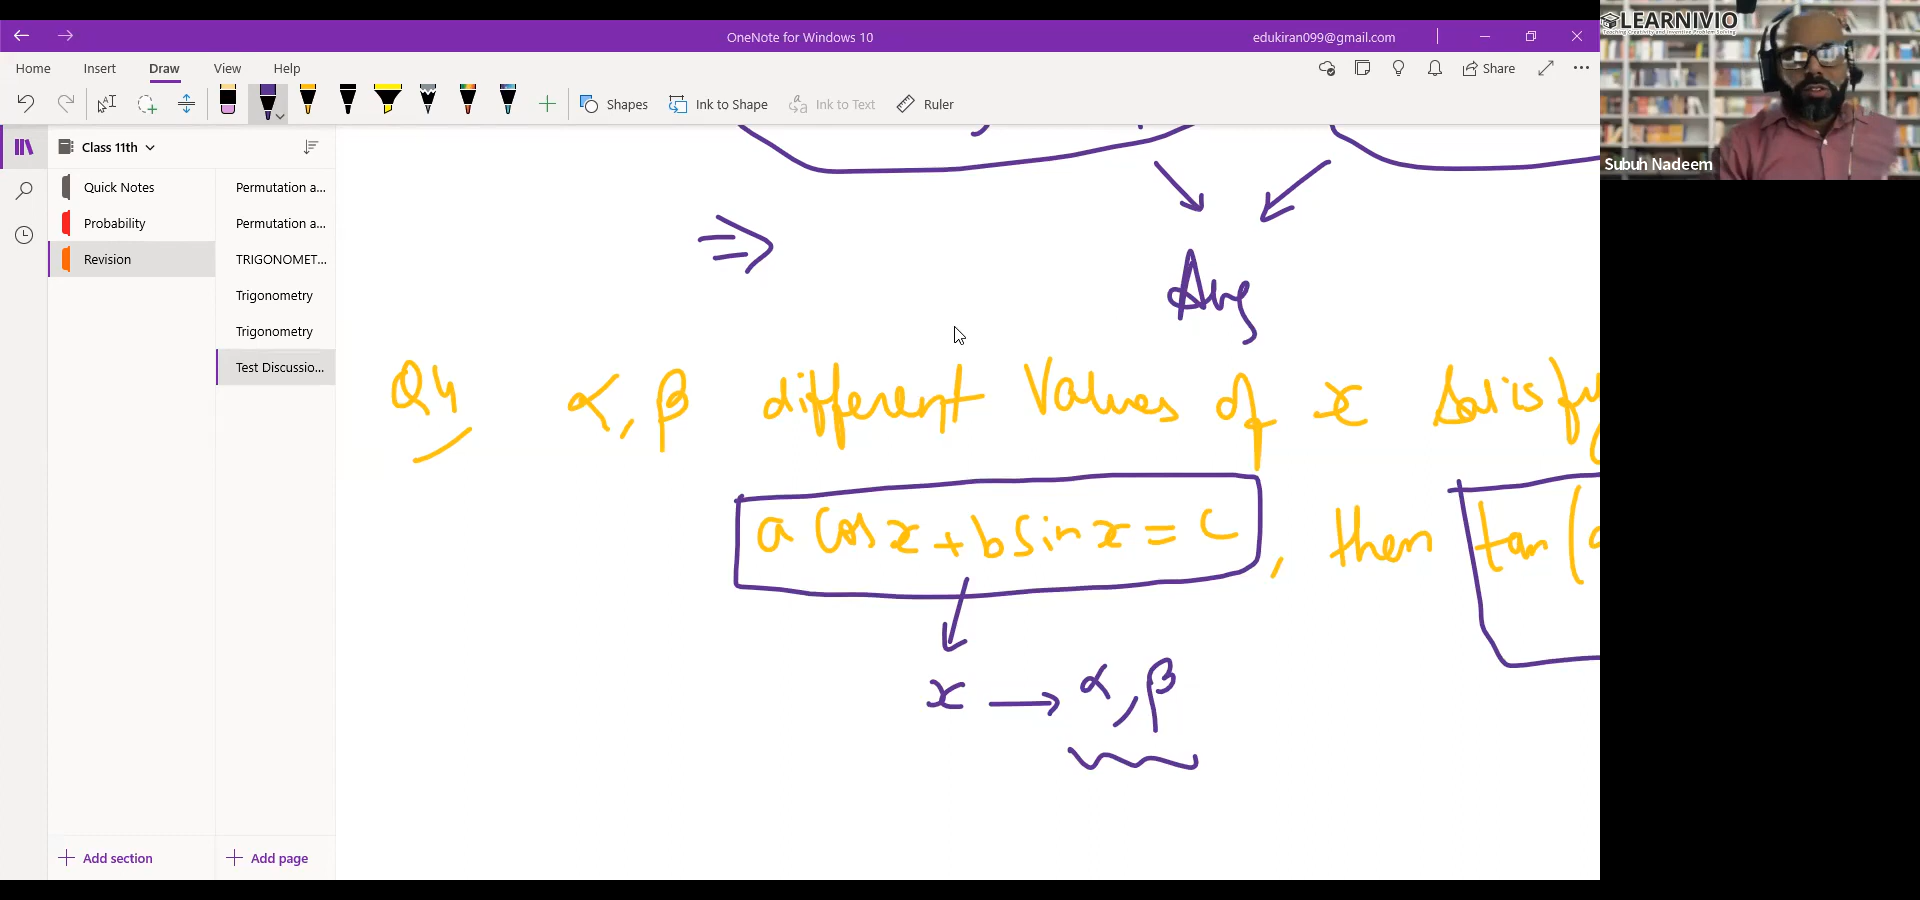 OneNote for Windows 10
edukiran099@gmail.com
LEARNIVIO
Home Insert Draw View Help
Share
Shapes Ink to Shape Ink to Text Ruler
Class 11th
Subuh Nadeem
Quick Notes
Probability
Revision
Permutation a...
Permutation a...
TRIGONOMET...
Trigonometry
Trigonometry
Test Discussio...
Ans
Q4 α, β different values of x satisfy
a cos x + b sin x = c , then tan (
x → α, β
Add section
Add page